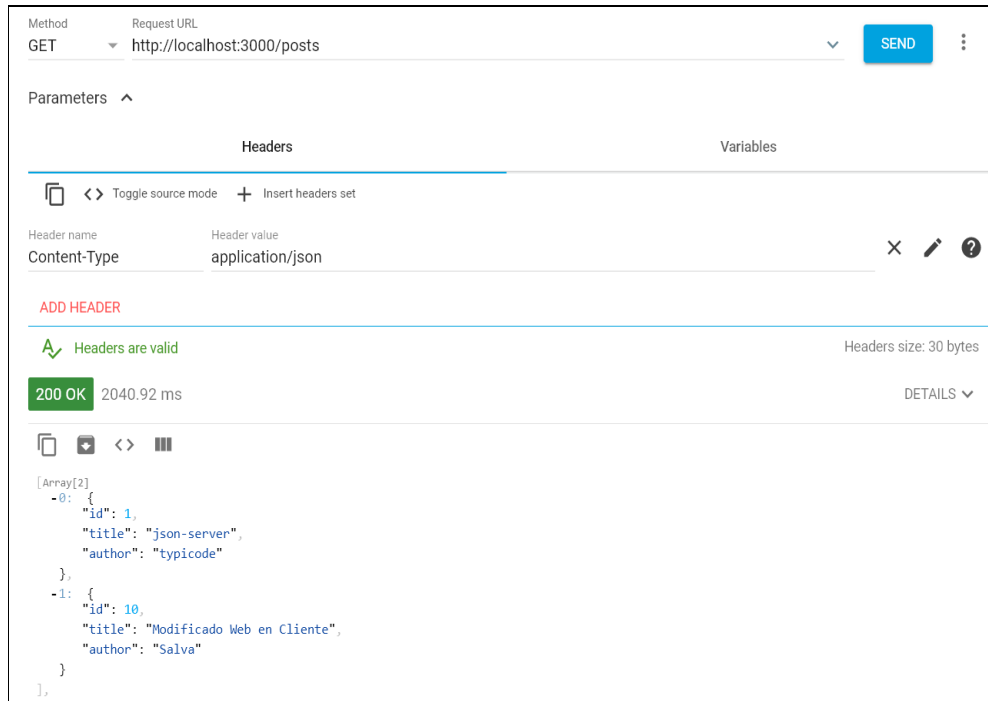 Method Request URL
GET http://localhost:3000/posts SEND
Parameters
Headers Variables
Toggle source mode Insert headers set
Header name Header value
Content-Type application/json
ADD HEADER
Headers are valid Headers size: 30 bytes
200 OK 2040.92 ms DETAILS
[Array[2]
-0: {
"id": 1,
"title": "json-server",
"author": "typicode"
},
-1: {
"id": 10,
"title": "Modificado Web en Cliente",
"author": "Salva"
}
],